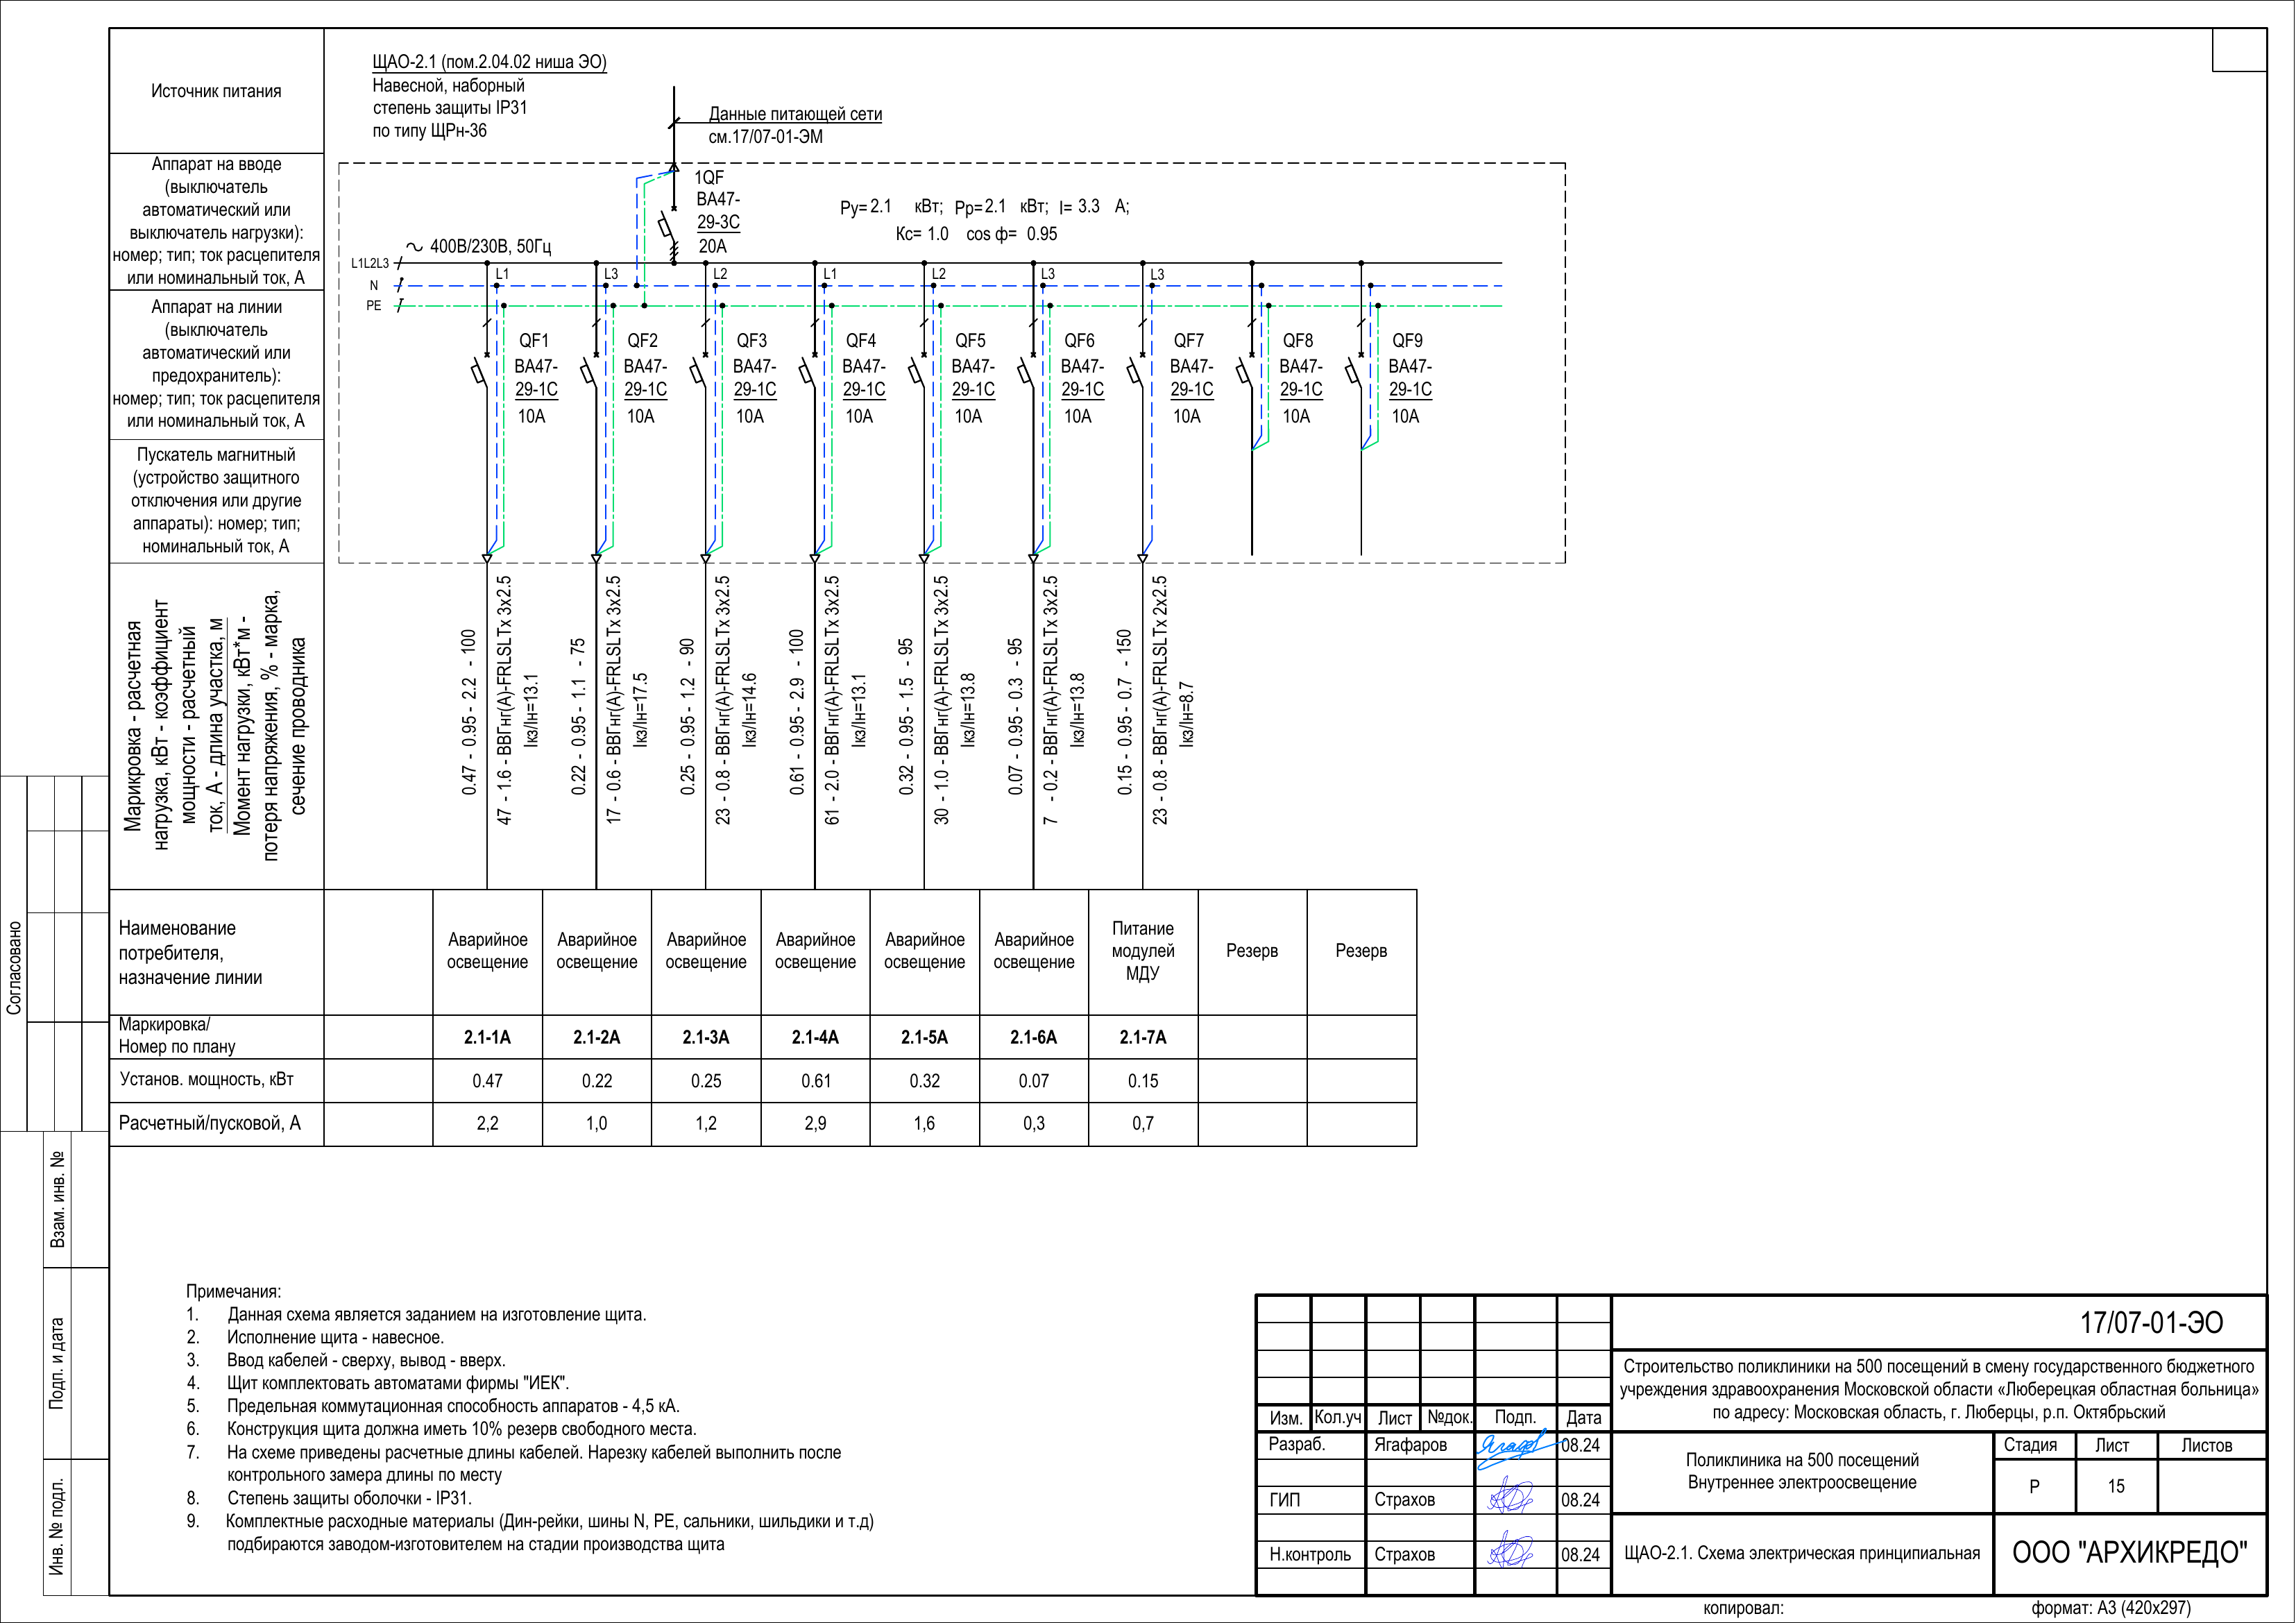 Источник питания
ЩАО-2.1 (пом.2.04.02 ниша ЭО)
Навесной, наборный
степень защиты IP31
по типу ЩРн-36
Данные питающей сети
см.17/07-01-ЭМ
Аппарат на вводе
(выключатель
автоматический или
выключатель нагрузки):
номер; тип; ток расцепителя
или номинальный ток, А
1QF
ВА47-
29-3С
20А
Ру= 2.1 кВт; Рр= 2.1 кВт; I= 3.3 А;
Кс= 1.0 cos ф= 0.95
400В/230В, 50Гц
L1L2L3
N
PE
L1 L3 L2 L1 L2 L3 L3
Аппарат на линии
(выключатель
автоматический или
предохранитель):
номер; тип; ток расцепителя
или номинальный ток, А
QF1 QF2 QF3 QF4 QF5 QF6 QF7 QF8 QF9
ВА47- ВА47- ВА47- ВА47- ВА47- ВА47- ВА47- ВА47- ВА47-
29-1С 29-1С 29-1С 29-1С 29-1С 29-1С 29-1С 29-1С 29-1С
10А 10А 10А 10А 10А 10А 10А 10А 10А
Пускатель магнитный
(устройство защитного
отключения или другие
аппараты): номер; тип;
номинальный ток, А
Марикровка - расчетная
нагрузка, кВт - коэффициент
мощности - расчетный
ток, А - длина участка, м
Момент нагрузки, кВт*м -
потеря напряжения, % - марка,
сечение проводника
0.47 - 0.95 - 2.2 - 100
47 - 1.6 - ВВГнг(А)-FRLSLTx 3x2.5
Iкз/Iн=13.1
0.22 - 0.95 - 1.1 - 75
17 - 0.6 - ВВГнг(А)-FRLSLTx 3x2.5
Iкз/Iн=17.5
0.25 - 0.95 - 1.2 - 90
23 - 0.8 - ВВГнг(А)-FRLSLTx 3x2.5
Iкз/Iн=14.6
0.61 - 0.95 - 2.9 - 100
61 - 2.0 - ВВГнг(А)-FRLSLTx 3x2.5
Iкз/Iн=13.1
0.32 - 0.95 - 1.5 - 95
30 - 1.0 - ВВГнг(А)-FRLSLTx 3x2.5
Iкз/Iн=13.8
0.07 - 0.95 - 0.3 - 95
7 - 0.2 - ВВГнг(А)-FRLSLTx 3x2.5
Iкз/Iн=13.8
0.15 - 0.95 - 0.7 - 150
23 - 0.8 - ВВГнг(А)-FRLSLTx 2x2.5
Iкз/Iн=8.7
Наименование
потребителя,
назначение линии
Аварийное
освещение
Аварийное
освещение
Аварийное
освещение
Аварийное
освещение
Аварийное
освещение
Аварийное
освещение
Питание
модулей
МДУ
Резерв
Резерв
Маркировка/
Номер по плану
2.1-1А 2.1-2А 2.1-3А 2.1-4А 2.1-5А 2.1-6А 2.1-7А
Установ. мощность, кВт 0.47 0.22 0.25 0.61 0.32 0.07 0.15
Расчетный/пусковой, А 2,2 1,0 1,2 2,9 1,6 0,3 0,7
Согласовано
Взам. инв. №
Подп. и дата
Инв. № подл.
Примечания:
1. Данная схема является заданием на изготовление щита.
2. Исполнение щита - навесное.
3. Ввод кабелей - сверху, вывод - вверх.
4. Щит комплектовать автоматами фирмы "ИЕК".
5. Предельная коммутационная способность аппаратов - 4,5 кА.
6. Конструкция щита должна иметь 10% резерв свободного места.
7. На схеме приведены расчетные длины кабелей. Нарезку кабелей выполнить после
контрольного замера длины по месту
8. Степень защиты оболочки - IP31.
9. Комплектные расходные материалы (Дин-рейки, шины N, PE, сальники, шильдики и т.д)
подбираются заводом-изготовителем на стадии производства щита
17/07-01-ЭО
Строительство поликлиники на 500 посещений в смену государственного бюджетного
учреждения здравоохранения Московской области «Люберецкая областная больница»
по адресу: Московская область, г. Люберцы, р.п. Октябрьский
Изм. Кол.уч Лист №док. Подп. Дата
Разраб. Ягафаров Ягафаров 08.24
ГИП Страхов 08.24
Н.контроль Страхов 08.24
Поликлиника на 500 посещений
Внутреннее электроосвещение
Стадия Лист Листов
Р 15
ЩАО-2.1. Схема электрическая принципиальная
ООО "АРХИКРЕДО"
копировал:
формат: А3 (420х297)